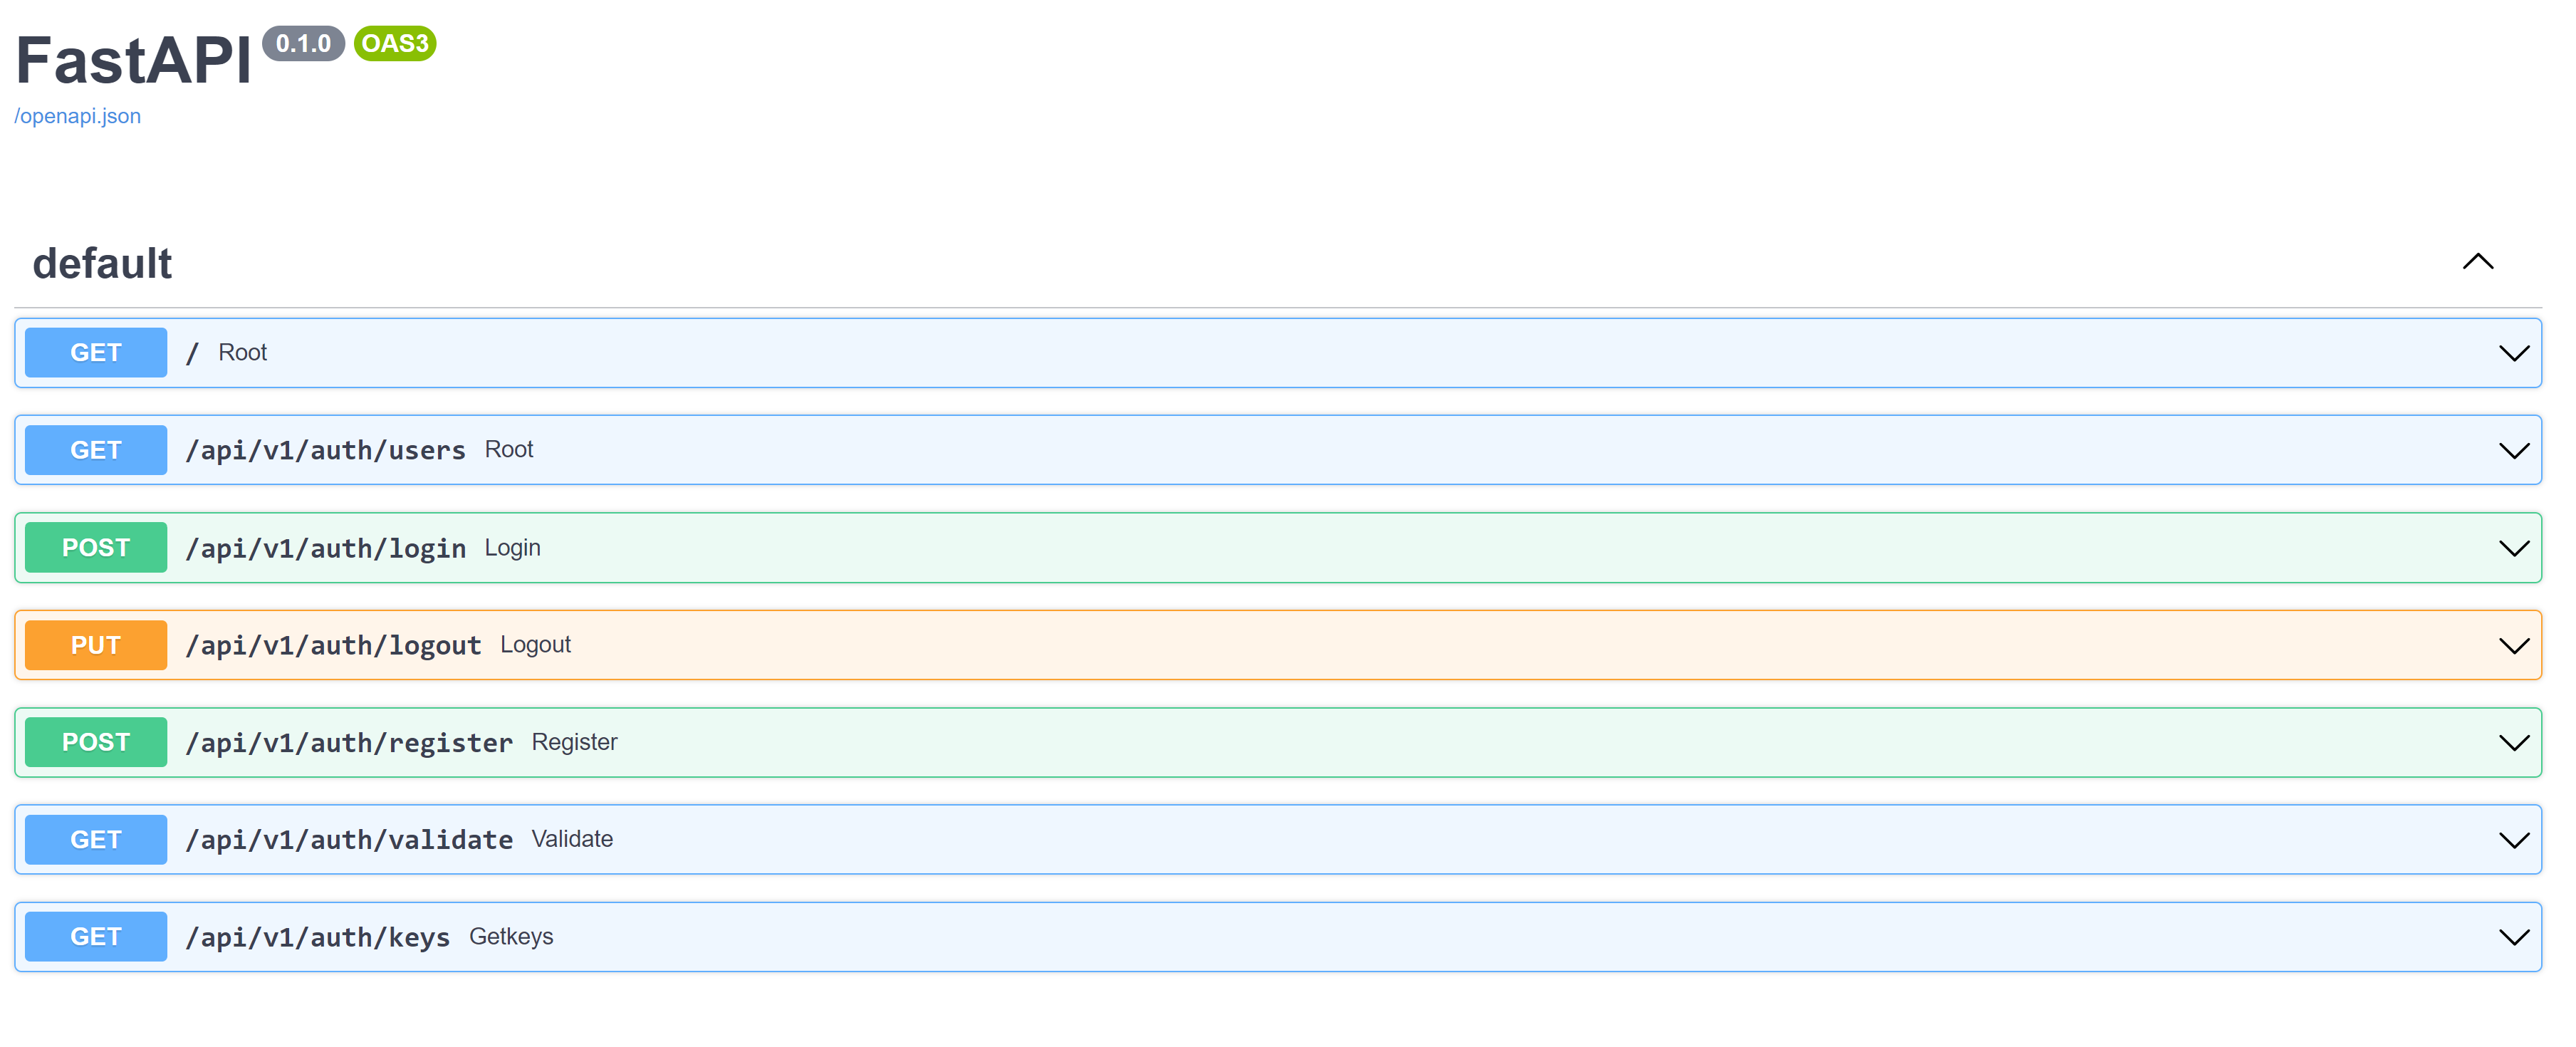 FastAPI 0.1.0 OAS3
/openapi.json
default
GET / Root
GET /api/v1/auth/users Root
POST /api/v1/auth/login Login
PUT /api/v1/auth/logout Logout
POST /api/v1/auth/register Register
GET /api/v1/auth/validate Validate
GET /api/v1/auth/keys Getkeys